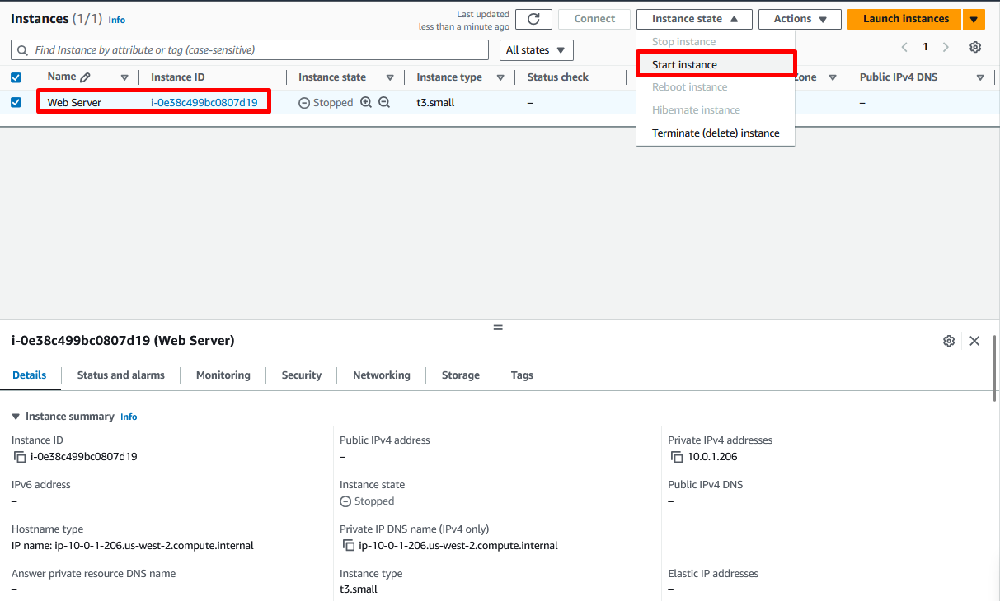 Instances (1/1) Info
Last updated
less than a minute ago
Connect
Instance state
Actions
Launch instances
Find Instance by attribute or tag (case-sensitive)
All states
1
Stop instance
Start instance
Reboot instance
Hibernate instance
Terminate (delete) instance
Name
Instance ID
Instance state
Instance type
Status check
Public IPv4 DNS
Web Server
i-0e38c499bc0807d19
Stopped
t3.small
–
–
i-0e38c499bc0807d19 (Web Server)
Details
Status and alarms
Monitoring
Security
Networking
Storage
Tags
Instance summary Info
Instance ID
i-0e38c499bc0807d19
Public IPv4 address
–
Private IPv4 addresses
10.0.1.206
IPv6 address
–
Instance state
Stopped
Public IPv4 DNS
–
Hostname type
IP name: ip-10-0-1-206.us-west-2.compute.internal
Private IP DNS name (IPv4 only)
ip-10-0-1-206.us-west-2.compute.internal
Answer private resource DNS name
–
Instance type
t3.small
Elastic IP addresses
–